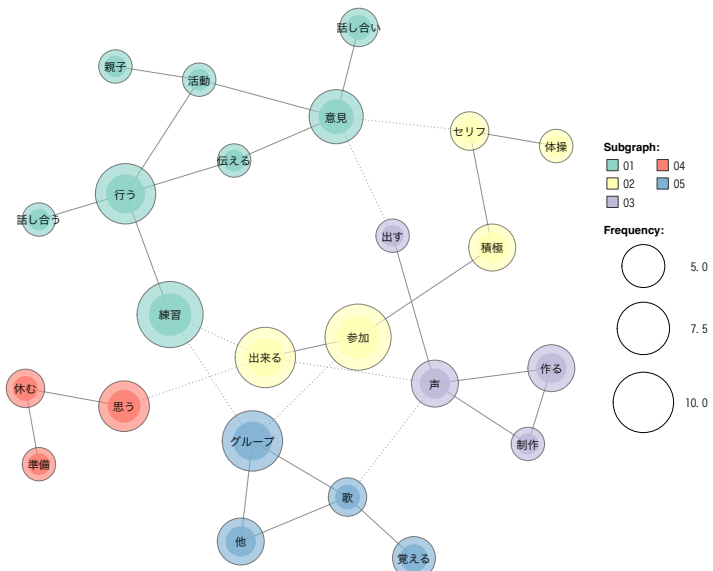 話し合い
親子
活動
意見
セリフ
体操
伝える
行う
話し合う
出す
積極
練習
参加
出来る
作る
声
休む
思う
グループ
制作
準備
歌
他
覚える
Subgraph:
01 04
02 05
03
Frequency:
5. 0
7. 5
10. 0